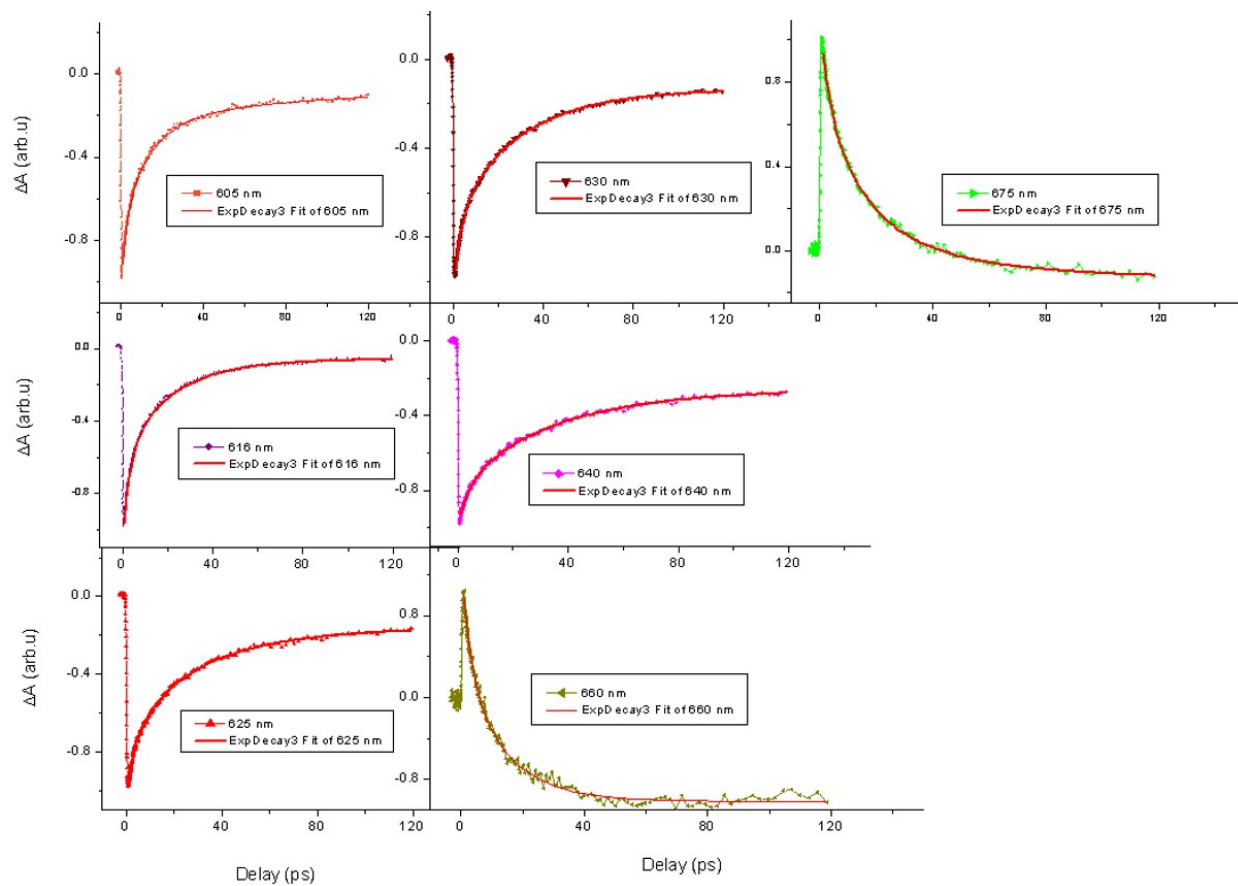 ΔA (arb.u)
0.0
-0.4
-0.8
605 nm
ExpDecay3 Fit of 605 nm
0
40
80
120
0.0
-0.4
-0.8
630 nm
ExpDecay3 Fit of 630 nm
0
40
80
120
0.8
0.4
0.0
675 nm
ExpDecay3 Fit of 675 nm
0
40
80
120
ΔA (arb.u)
0.0
-0.4
-0.8
616 nm
ExpDecay3 Fit of 616 nm
0
40
80
120
0.0
-0.4
-0.8
640 nm
ExpDecay3 Fit of 640 nm
0
40
80
120
ΔA (arb.u)
0.0
-0.4
-0.8
625 nm
ExpDecay3 Fit of 625 nm
0
40
80
120
Delay (ps)
0.8
0.0
-0.8
660 nm
ExpDecay3 Fit of 660 nm
0
40
80
120
Delay (ps)